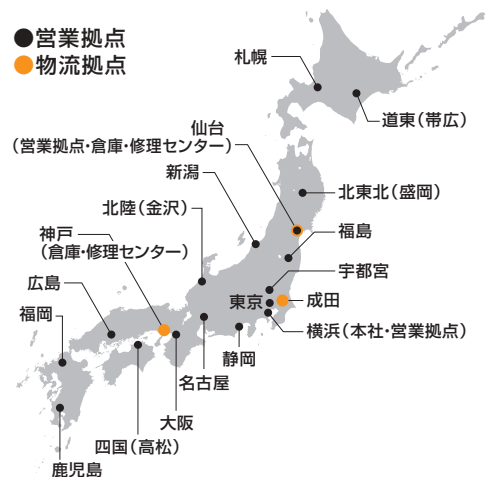 ●営業拠点
●物流拠点
札幌
道東(帯広)
仙台
(営業拠点・倉庫・修理センター)
新潟
北東北(盛岡)
北陸(金沢)
福島
神戸
(倉庫・修理センター)
宇都宮
広島
東京
成田
福岡
横浜(本社・営業拠点)
静岡
名古屋
大阪
四国(高松)
鹿児島